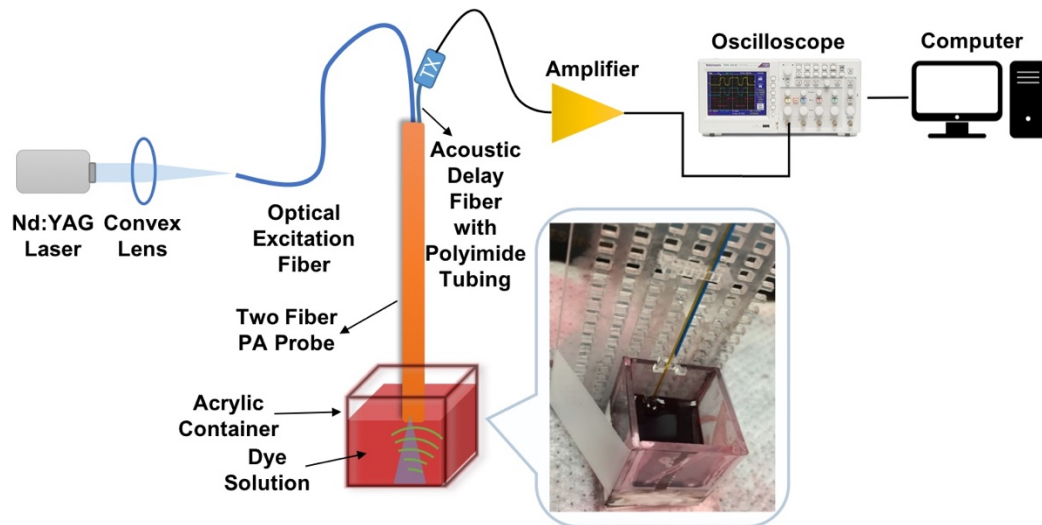 Nd:YAG
Laser
Convex
Lens
Optical
Excitation
Fiber
TX
Acoustic
Delay
Fiber
with
Polyimide
Tubing
Amplifier
Oscilloscope
Computer
Two Fiber
PA Probe
Acrylic
Container
Dye
Solution